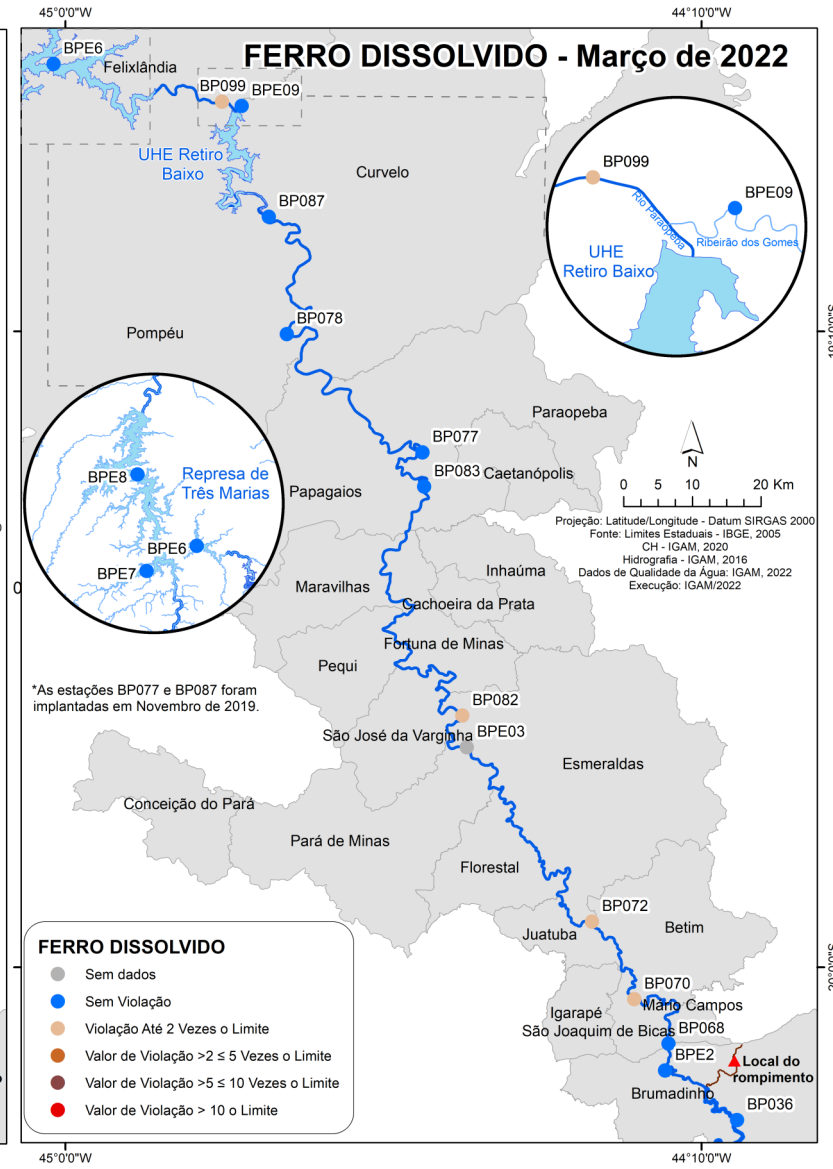 45°0'0"W
44°10'0"W
FERRO DISSOLVIDO - Março de 2022
BPE6
Felixlândia
BP099
BPE09
UHE Retiro
Baixo
Curvelo
BP087
BP099
BPE09
Rio Paraopeba
Ribeirão dos Gomes
UHE
Retiro Baixo
BP078
Pompéu
19°10'0"S
Paraopeba
BP077
Caetanópolis
BP083
Papagaios
BPE8
Represa de
Três Marias
BPE6
BPE7
N
0 5 10 20 Km
Projeção: Latitude/Longitude - Datum SIRGAS 2000
Fonte: Limites Estaduais - IBGE, 2005
CH - IGAM, 2020
Hidrografia - IGAM, 2016
Dados de Qualidade da Água: IGAM, 2022
Execução: IGAM/2022
Inhaúma
Maravilhas
Cachoeira da Prata
Fortuna de Minas
Pequi
*As estações BP077 e BP087 foram
implantadas em Novembro de 2019.
BP082
São José da Varginha
BPE03
Esmeraldas
Conceição do Pará
Pará de Minas
Florestal
BP072
Juatuba
Betim
20°0'0"S
BP070
Mário Campos
Igarapé
São Joaquim de Bicas
BP068
BPE2
Local do
rompimento
Brumadinho
BP036
FERRO DISSOLVIDO
Sem dados
Sem Violação
Violação Até 2 Vezes o Limite
Valor de Violação >2 ≤ 5 Vezes o Limite
Valor de Violação >5 ≤ 10 Vezes o Limite
Valor de Violação > 10 o Limite
45°0'0"W
44°10'0"W